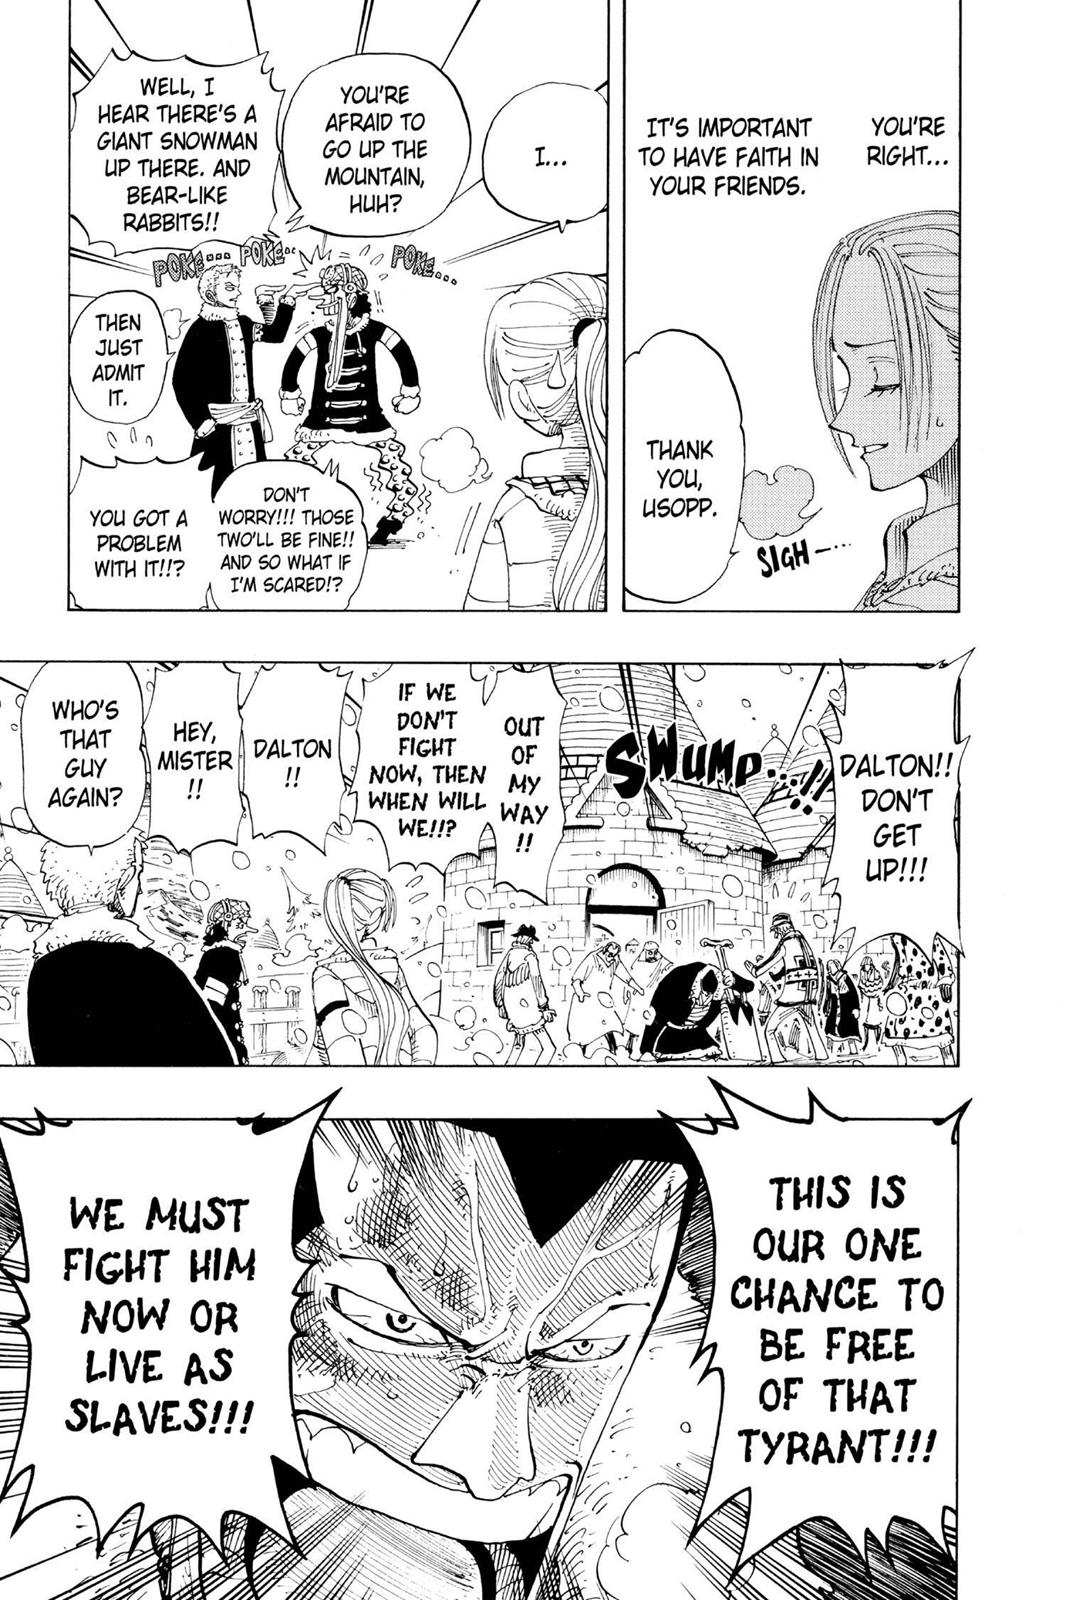 YOU'RE
RIGHT...
IT'S IMPORTANT
TO HAVE FAITH IN
YOUR FRIENDS.
THANK
YOU,
USOPP.
SIGH—...
I...
YOU'RE
AFRAID TO
GO UP THE
MOUNTAIN,
HUH?
WELL, I
HEAR THERE'S A
GIANT SNOWMAN
UP THERE. AND
BEAR-LIKE
RABBITS!!
POKE...
POKE...
POKE...
THEN
JUST
ADMIT
IT.
DON'T
WORRY!!! THOSE
TWO'LL BE FINE!!
AND SO WHAT IF
I'M SCARED!?
YOU GOT A
PROBLEM
WITH IT!!?
DALTON!!
DON'T
GET
UP!!!
SWUMP...!!
OUT
OF
MY
WAY
!!
IF WE
DON'T
FIGHT
NOW, THEN
WHEN WILL
WE!!?
DALTON
!!
HEY,
MISTER
!!
WHO'S
THAT
GUY
AGAIN?
THIS IS
OUR ONE
CHANCE TO
BE FREE
OF THAT
TYRANT!!!
WE MUST
FIGHT HIM
NOW OR
LIVE AS
SLAVES!!!